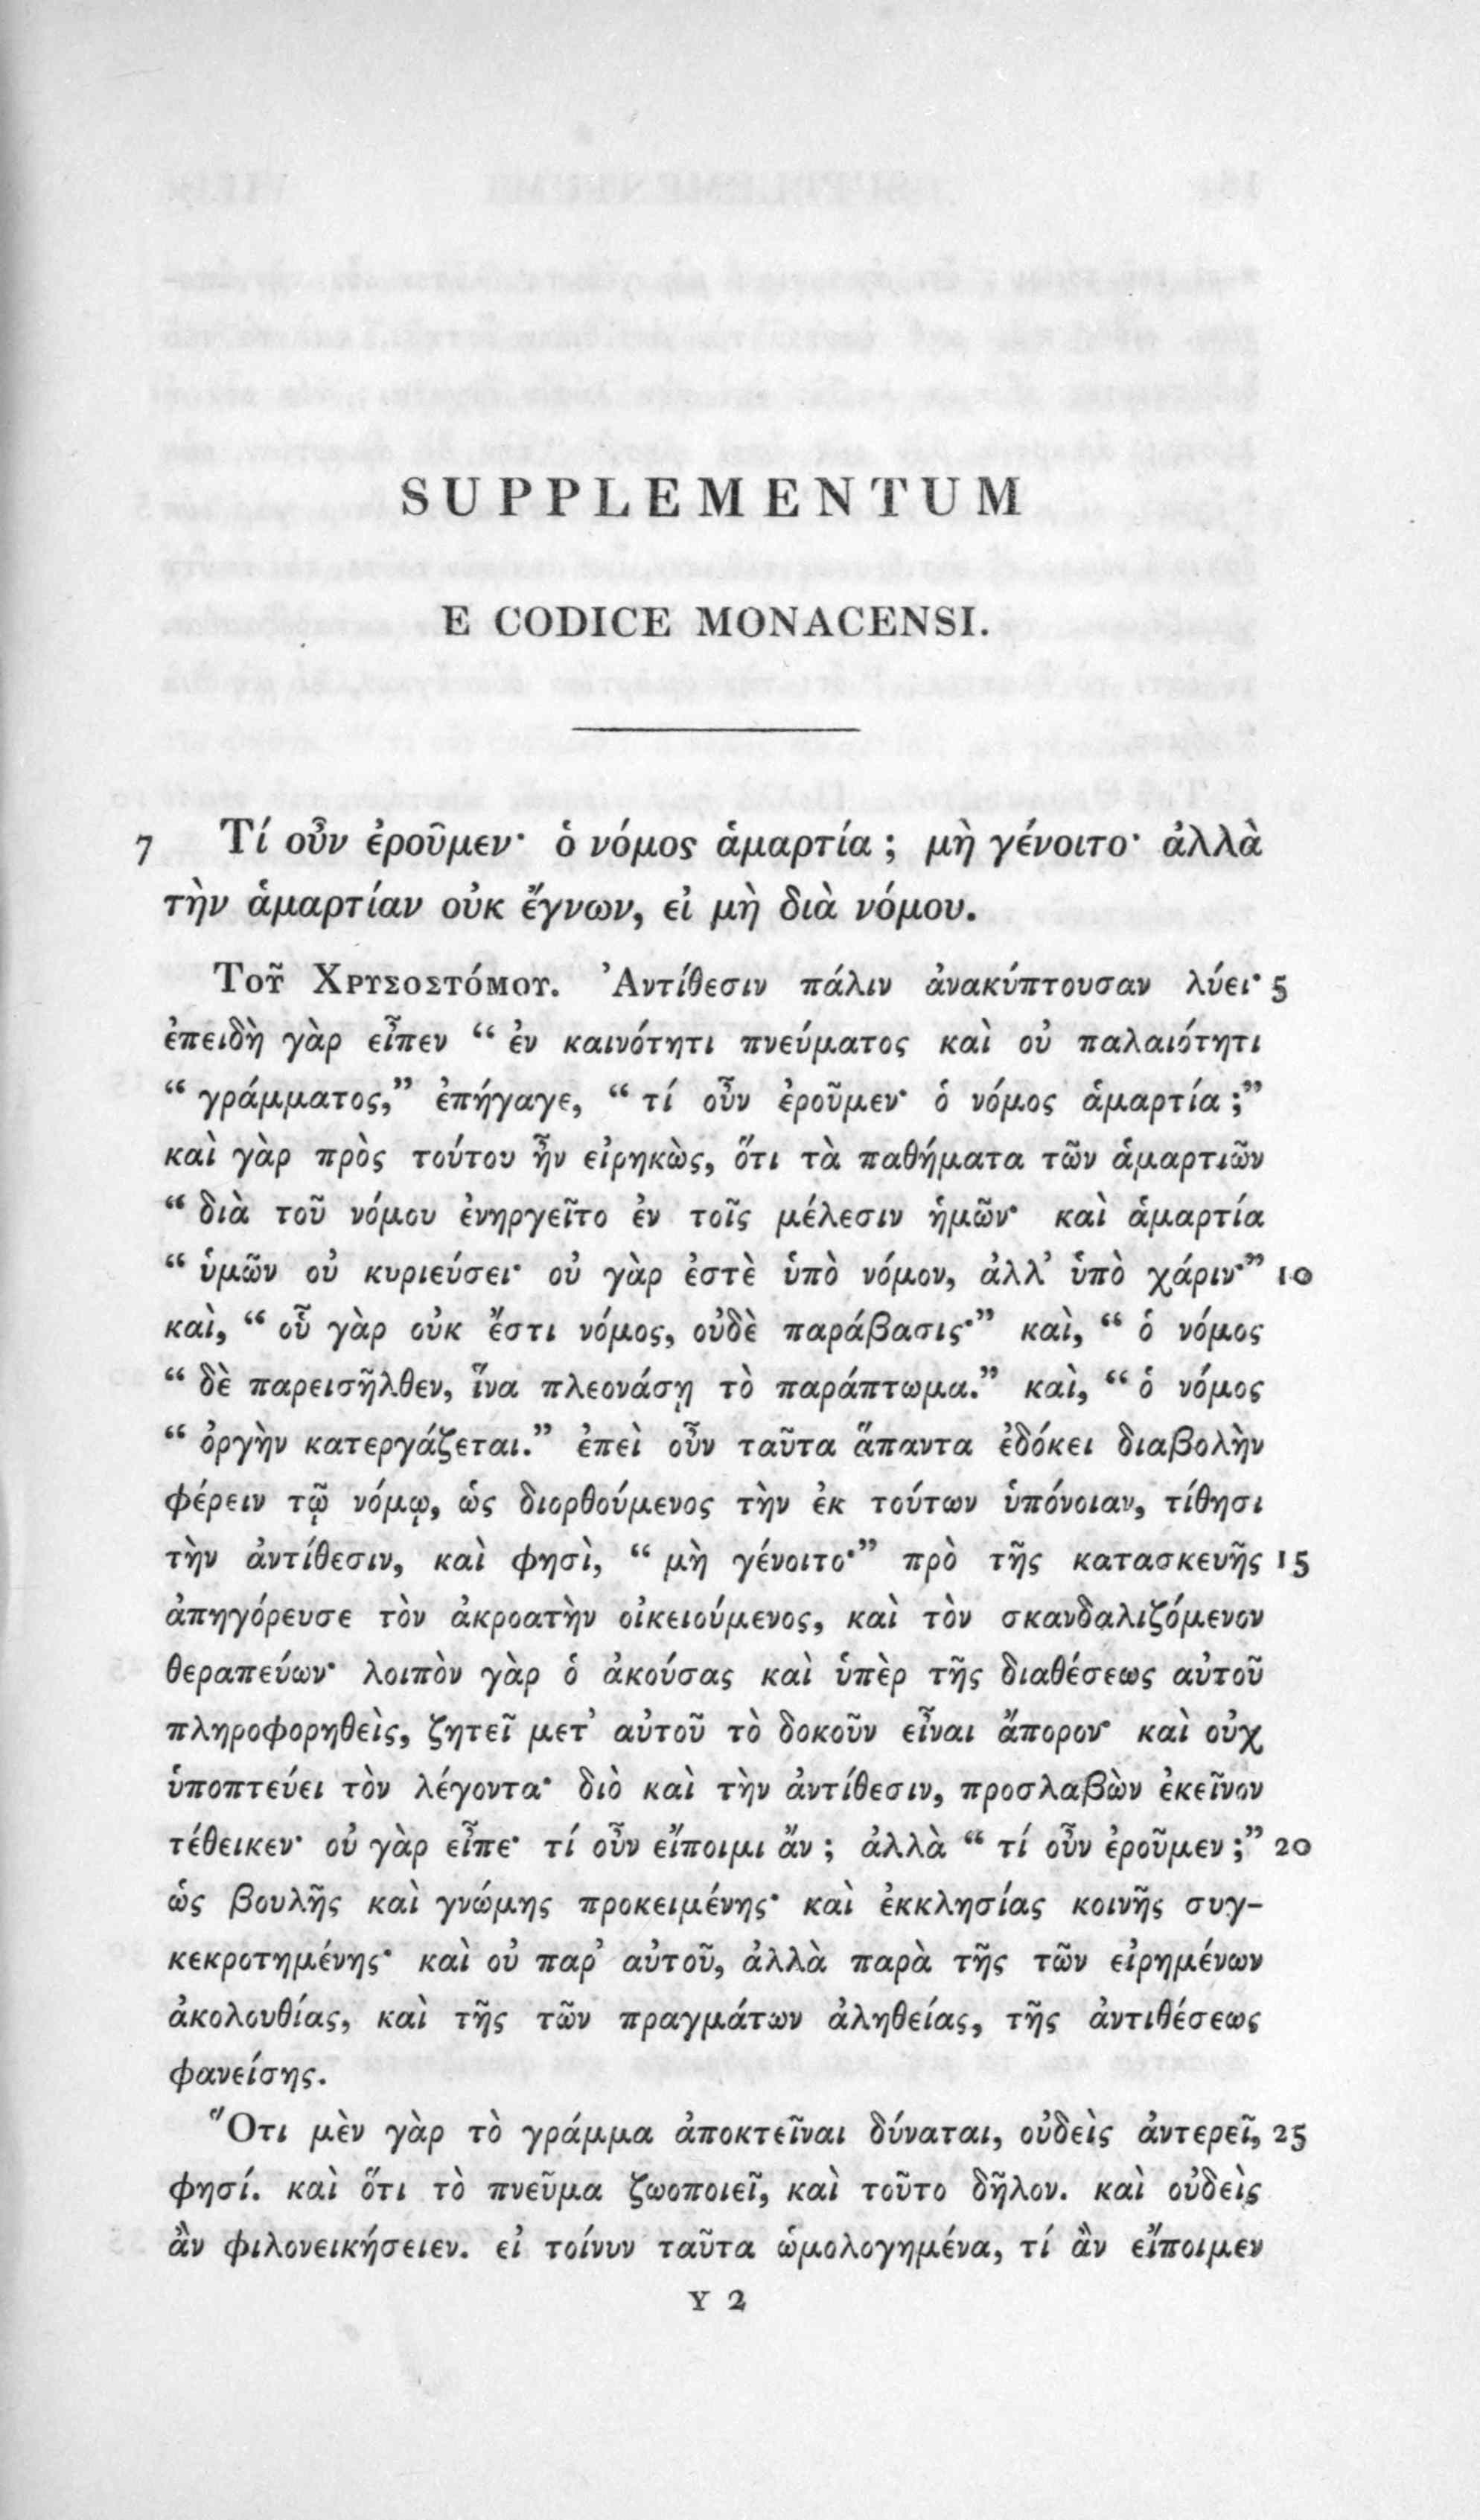 SUPPLEMENTUM
E CODICE MONACENSI.
7 Τί οὖν ἐροῦμεν· ὁ νόμος ἁμαρτία ; μὴ γένοιτο· ἀλλὰ
τὴν ἁμαρτίαν οὐκ ἔγνων, εἰ μὴ διὰ νόμου.
Τοῦ Χρυσοστόμου. Ἀντίθεσιν πάλιν ἀνακύπτουσαν λύει· 5
ἐπειδὴ γὰρ εἶπεν “ ἐν καινότητι πνεύματος καὶ οὐ παλαιότητι
“ γράμματος,” ἐπήγαγε, “ τί οὖν ἐροῦμεν· ὁ νόμος ἁμαρτία ;”
καὶ γὰρ πρὸς τούτου ἦν εἰρηκὼς, ὅτι τὰ παθήματα τῶν ἁμαρτιῶν
“ διὰ τοῦ νόμου ἐνηργεῖτο ἐν τοῖς μέλεσιν ἡμῶν· καὶ ἁμαρτία
“ ὑμῶν οὐ κυριεύσει· οὐ γὰρ ἐστὲ ὑπὸ νόμον, ἀλλ’ ὑπὸ χάριν·” 10
καὶ, “ οὗ γὰρ οὐκ ἔστι νόμος, οὐδὲ παράβασις·” καὶ, “ ὁ νόμος
“ δὲ παρεισῆλθεν, ἵνα πλεονάσῃ τὸ παράπτωμα.” καὶ, “ ὁ νόμος
“ ὀργὴν κατεργάζεται.” ἐπεὶ οὖν ταῦτα ἅπαντα ἐδόκει διαβολὴν
φέρειν τῷ νόμῳ, ὡς διορθούμενος τὴν ἐκ τούτων ὑπόνοιαν, τίθησι
τὴν ἀντίθεσιν, καὶ φησὶ, “ μὴ γένοιτο·” πρὸ τῆς κατασκευῆς 15
ἀπηγόρευσε τὸν ἀκροατὴν οἰκειούμενος, καὶ τὸν σκανδαλιζόμενον
θεραπεύων· λοιπὸν γὰρ ὁ ἀκούσας καὶ ὑπὲρ τῆς διαθέσεως αὐτοῦ
πληροφορηθεὶς, ζητεῖ μετ’ αὐτοῦ τὸ δοκοῦν εἶναι ἄπορον· καὶ οὐχ
ὑποπτεύει τὸν λέγοντα· διὸ καὶ τὴν ἀντίθεσιν, προσλαβὼν ἐκεῖνον
τέθεικεν· οὐ γὰρ εἶπε· τί οὖν εἴποιμι ἄν ; ἀλλὰ “ τί οὖν ἐροῦμεν ;” 20
ὡς βουλῆς καὶ γνώμης προκειμένης· καὶ ἐκκλησίας κοινῆς συγ-
κεκροτημένης· καὶ οὐ παρ’ αὐτοῦ, ἀλλὰ παρὰ τῆς τῶν εἰρημένων
ἀκολουθίας, καὶ τῆς τῶν πραγμάτων ἀληθείας, τῆς ἀντιθέσεως
φανείσης.
Ὅτι μὲν γὰρ τὸ γράμμα ἀποκτεῖναι δύναται, οὐδεὶς ἀντερεῖ, 25
φησί. καὶ ὅτι τὸ πνεῦμα ζωοποιεῖ, καὶ τοῦτο δῆλον. καὶ οὐδεὶς
ἂν φιλονεικήσειεν. εἰ τοίνυν ταῦτα ὡμολογημένα, τί ἂν εἴποιμεν
Y 2